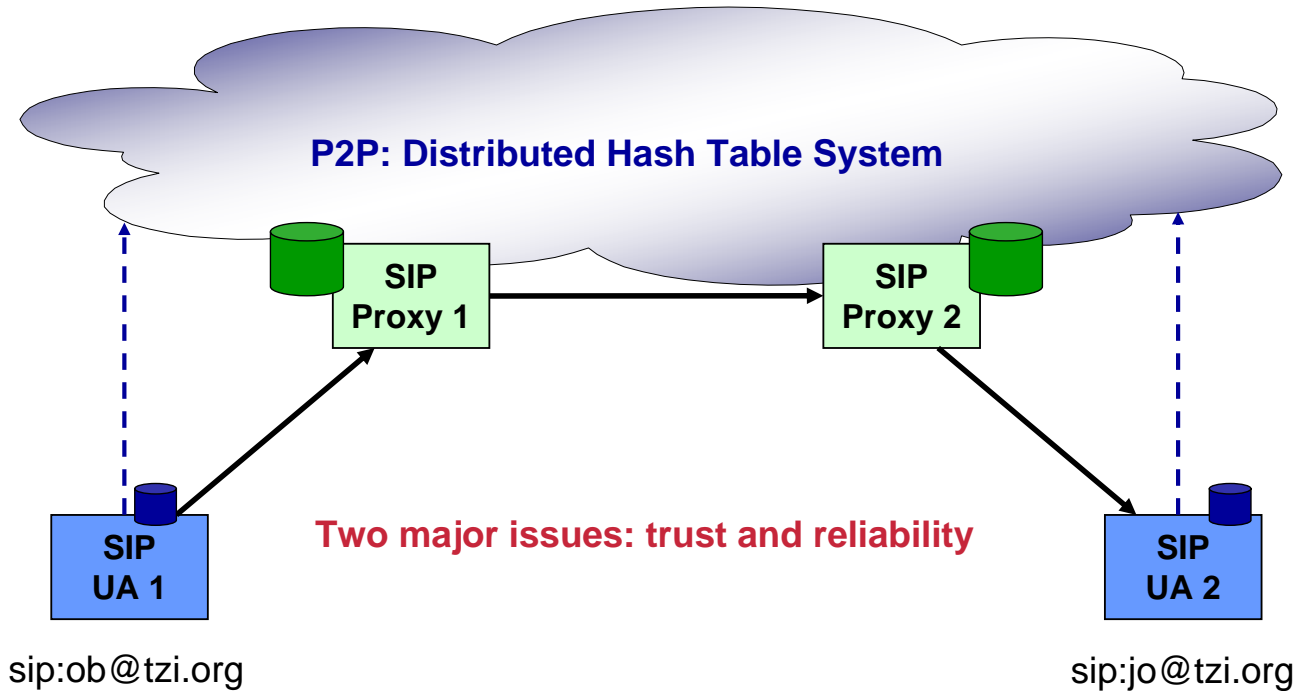 P2P: Distributed Hash Table System
SIP
Proxy 1
SIP
Proxy 2
Two major issues: trust and reliability
SIP
UA 1
SIP
UA 2
sip:ob@tzi.org
sip:jo@tzi.org